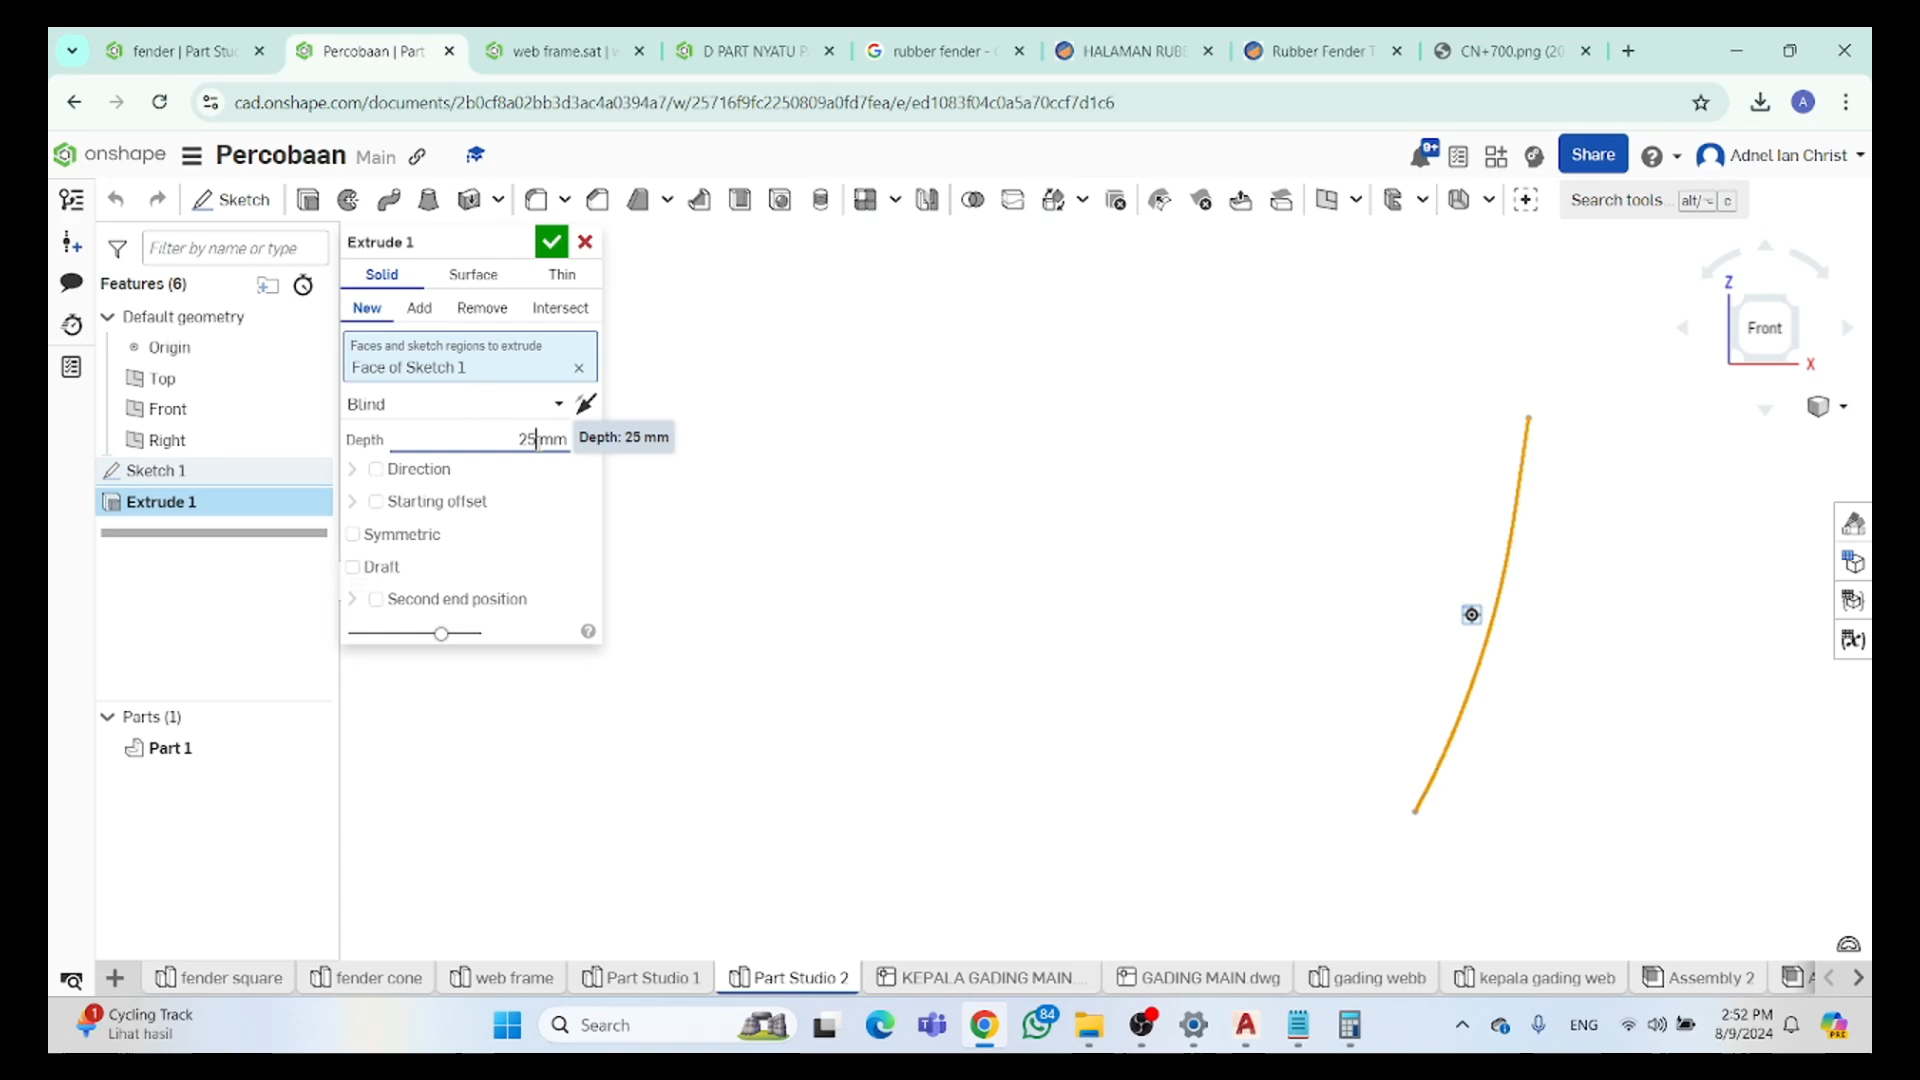 fender | Part Stu
Percobaan | Part
web frame.sat |
D PART NYATU P
rubber fender -
HALAMAN RUBE
Rubber Fender T
CN+700.png (20
cad.onshape.com/documents/2b0cf8a02bb3d3ac4a0394a7/w/25716f9fc2250809a0fd7fea/e/ed1083f04c0a5a70ccf7d1c6
A
onshape
Percobaan
Main
9+
Share
Adnel Ian Christ
Sketch
Search tools...
alt/⌥
c
Filter by name or type
Features (6)
Default geometry
Origin
Top
Front
Right
Sketch 1
Extrude 1
Parts (1)
Part 1
Extrude 1
Solid
Surface
Thin
New
Add
Remove
Intersect
Faces and sketch regions to extrude
Face of Sketch 1
Blind
Depth
25 mm
Depth: 25 mm
Direction
Starting offset
Symmetric
Draft
Second end position
Z
Front
X
fender square
fender cone
web frame
Part Studio 1
Part Studio 2
KEPALA GADING MAIN....
GADING MAIN.dwg
gading webb
kepala gading web
Assembly 2
1
Cycling Track
Lihat hasil
Search
84
ENG
2:52 PM
8/9/2024
PRE